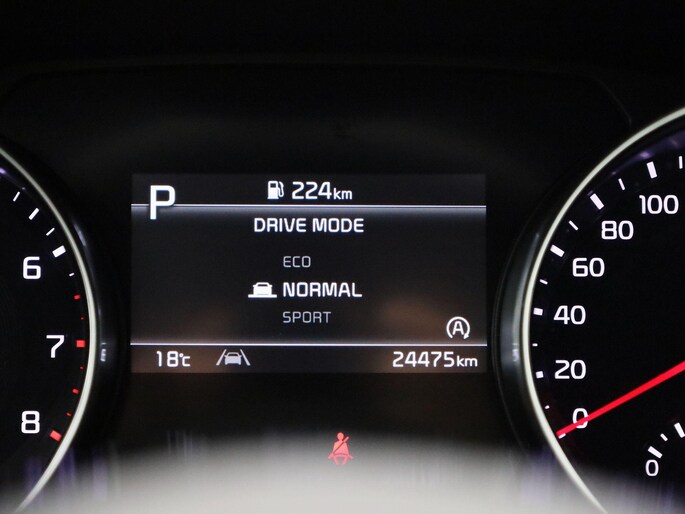 P
224km
DRIVE MODE
ECO
NORMAL
SPORT
A
18°C
24475km
6
7
8
100
80
60
40
20
0
0